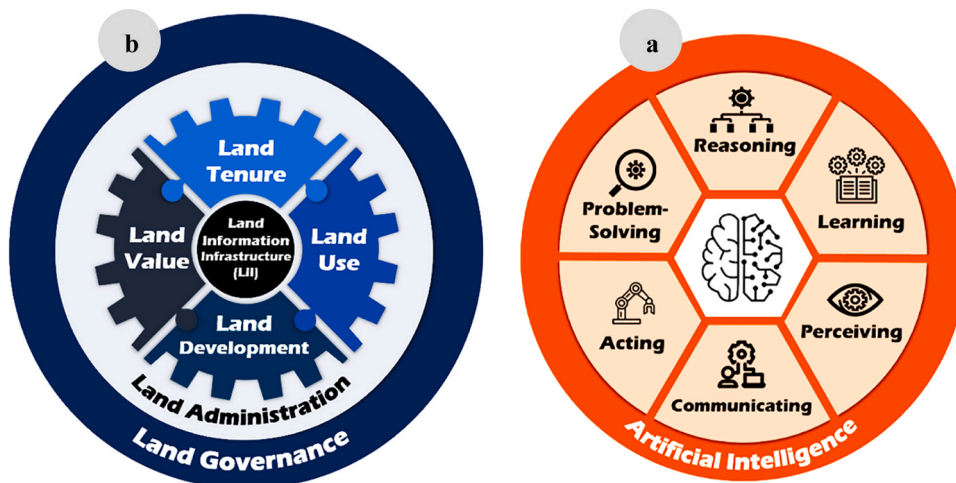 b
Land
Tenure
Land
Value
Land
Information
Infrastructure
(LII)
Land
Use
Land
Development
Land Administration
Land Governance
a
Reasoning
Problem-
Solving
Learning
Acting
Perceiving
Communicating
Artificial Intelligence